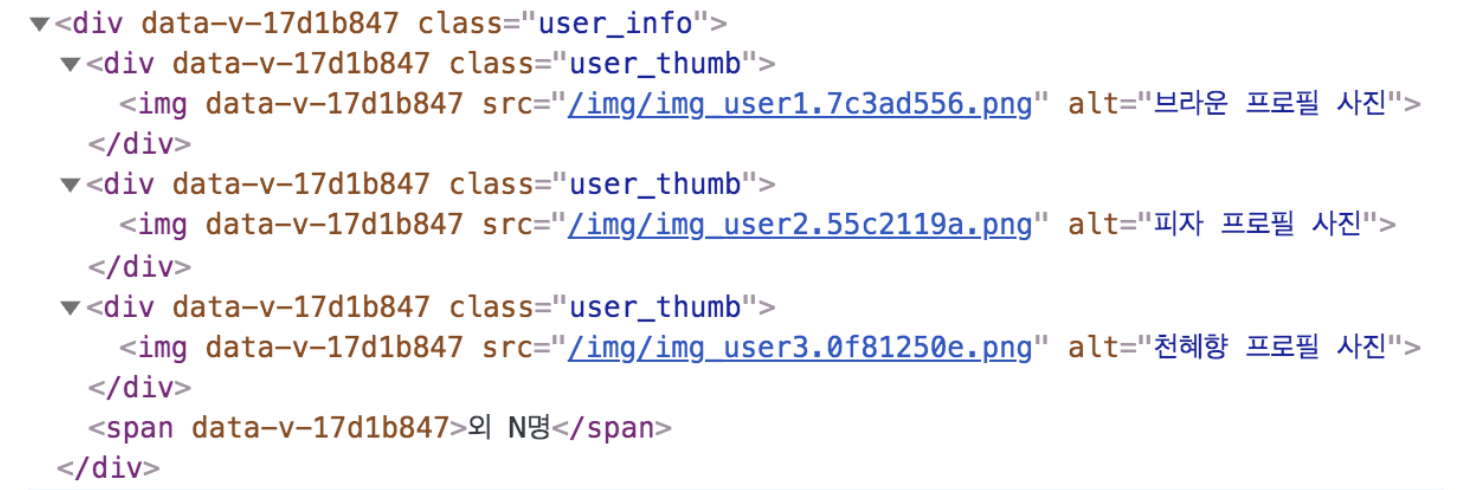 ▼<div data-v-17d1b847 class="user_info">
▼<div data-v-17d1b847 class="user_thumb">
<img data-v-17d1b847 src="/img/img_user1.7c3ad556.png" alt="브라운 프로필 사진">
</div>
▼<div data-v-17d1b847 class="user_thumb">
<img data-v-17d1b847 src="/img/img_user2.55c2119a.png" alt="피자 프로필 사진">
</div>
▼<div data-v-17d1b847 class="user_thumb">
<img data-v-17d1b847 src="/img/img_user3.0f81250e.png" alt="천혜향 프로필 사진">
</div>
<span data-v-17d1b847>외 N명</span>
</div>